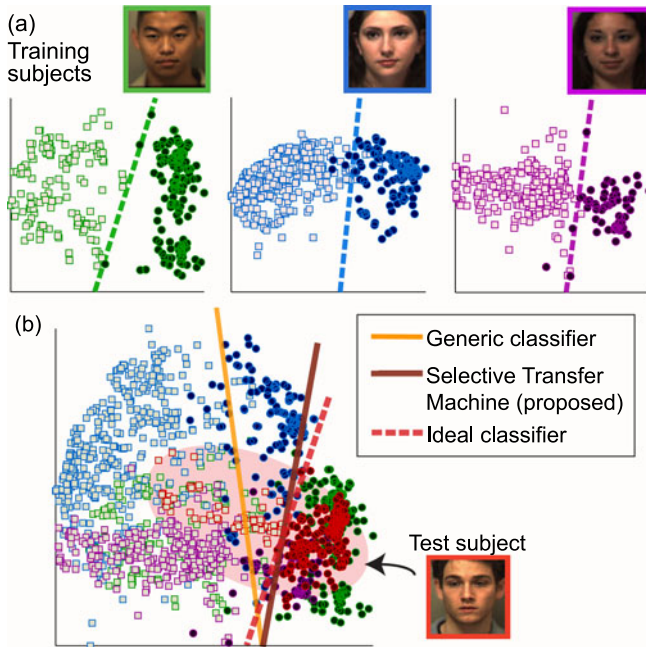 (a)
Training
subjects
(b)
Generic classifier
Selective Transfer
Machine (proposed)
Ideal classifier
Test subject